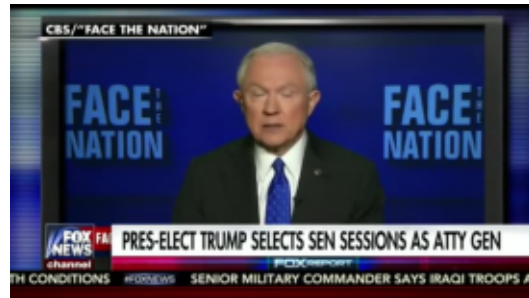 CBS/"FACE THE NATION"
FACE THE NATION
FACE THE NATION
FOX NEWS channel
FA
PRES-ELECT TRUMP SELECTS SEN SESSIONS AS ATTY GEN
FOX REPORT
TH CONDITIONS #FOXNEWS SENIOR MILITARY COMMANDER SAYS IRAQI TROOPS A